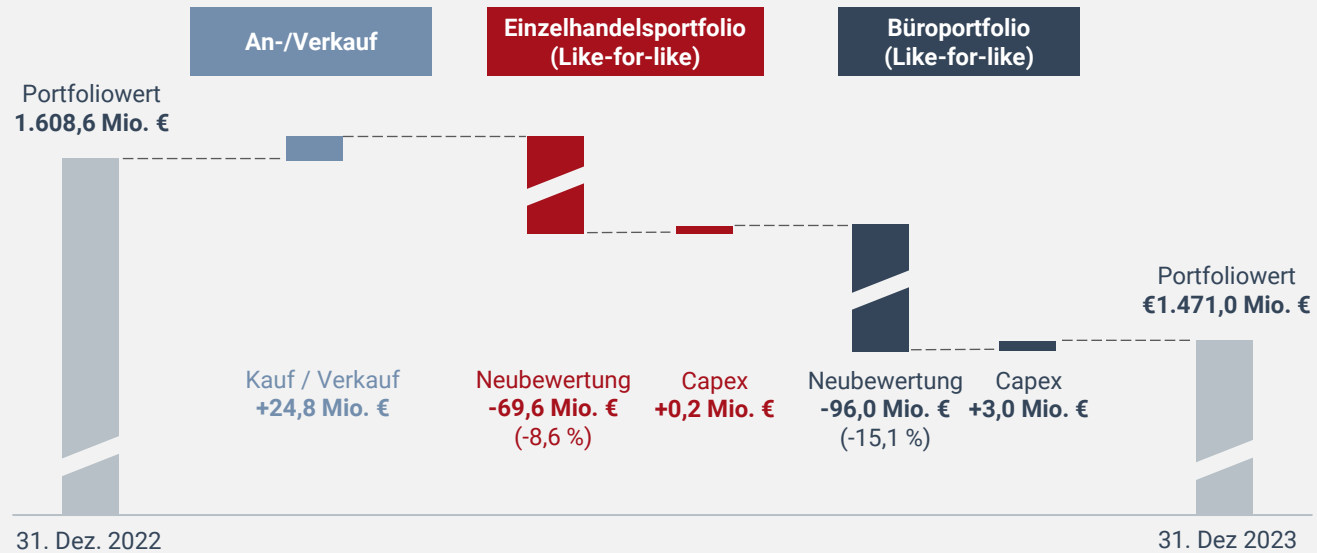 An-/Verkauf
Einzelhandelsportfolio
(Like-for-like)
Büroportfolio
(Like-for-like)
Portfoliowert
1.608,6 Mio. €
Kauf / Verkauf
+24,8 Mio. €
Neubewertung
-69,6 Mio. €
(-8,6 %)
Capex
+0,2 Mio. €
Neubewertung
-96,0 Mio. €
(-15,1 %)
Capex
+3,0 Mio. €
Portfoliowert
€1.471,0 Mio. €
31. Dez. 2022
31. Dez 2023